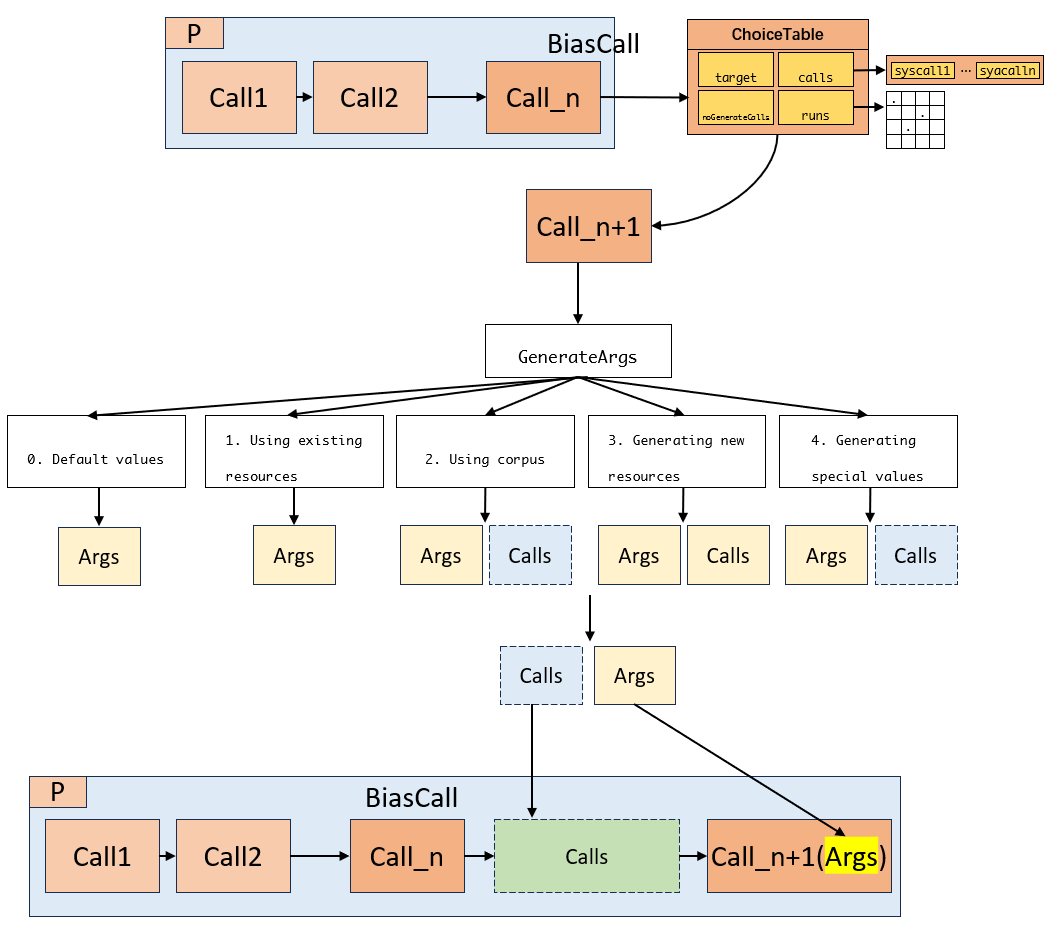 P
BiasCall
Call1
Call2
Call_n
ChoiceTable
target
calls
noGenerateCalls
runs
syscall1 ... syacalln
Call_n+1
GenerateArgs
0. Default values
1. Using existing
resources
2. Using corpus
3. Generating new
resources
4. Generating
special values
Args
Args
Args
Calls
Args
Calls
Args
Calls
Calls
Args
P
BiasCall
Call1
Call2
Call_n
Calls
Call_n+1(Args)